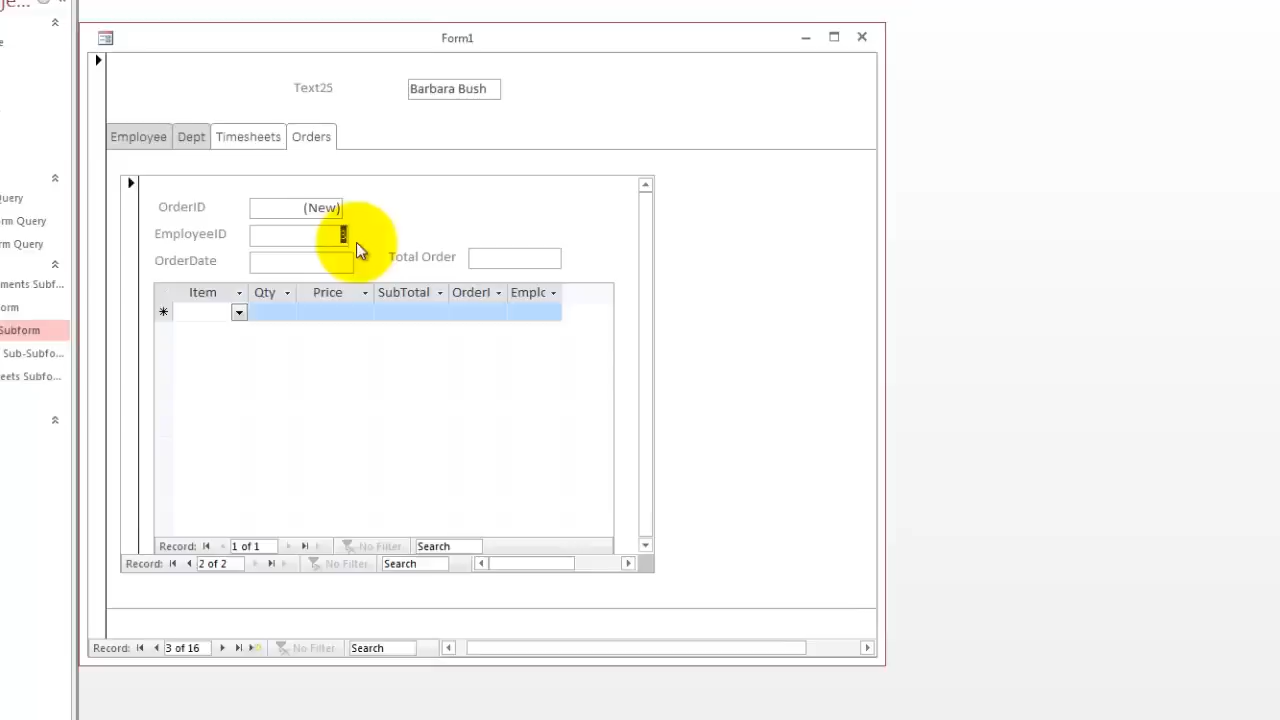 Form1
Text25 Barbara Bush
Employee Dept Timesheets Orders
OrderID (New)
EmployeeID
OrderDate Total Order
Item Qty Price SubTotal OrderI Emplc
Record: 1 of 1 No Filter Search
Record: 2 of 2 No Filter Search
Record: 3 of 16 No Filter Search
Query
rm Query
rm Query
ments Subf...
orm
Subform
Sub-Subfo...
eets Subfo...